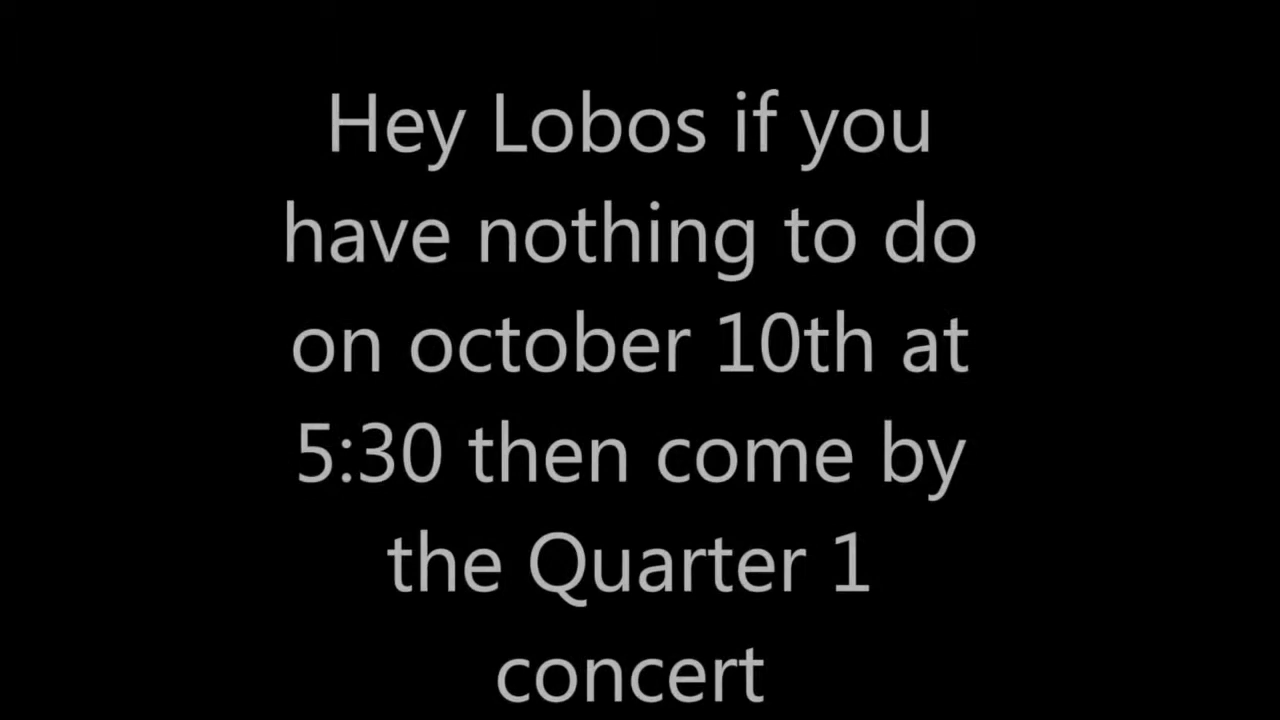 Hey Lobos if you
have nothing to do
on october 10th at
5:30 then come by
the Quarter 1
concert